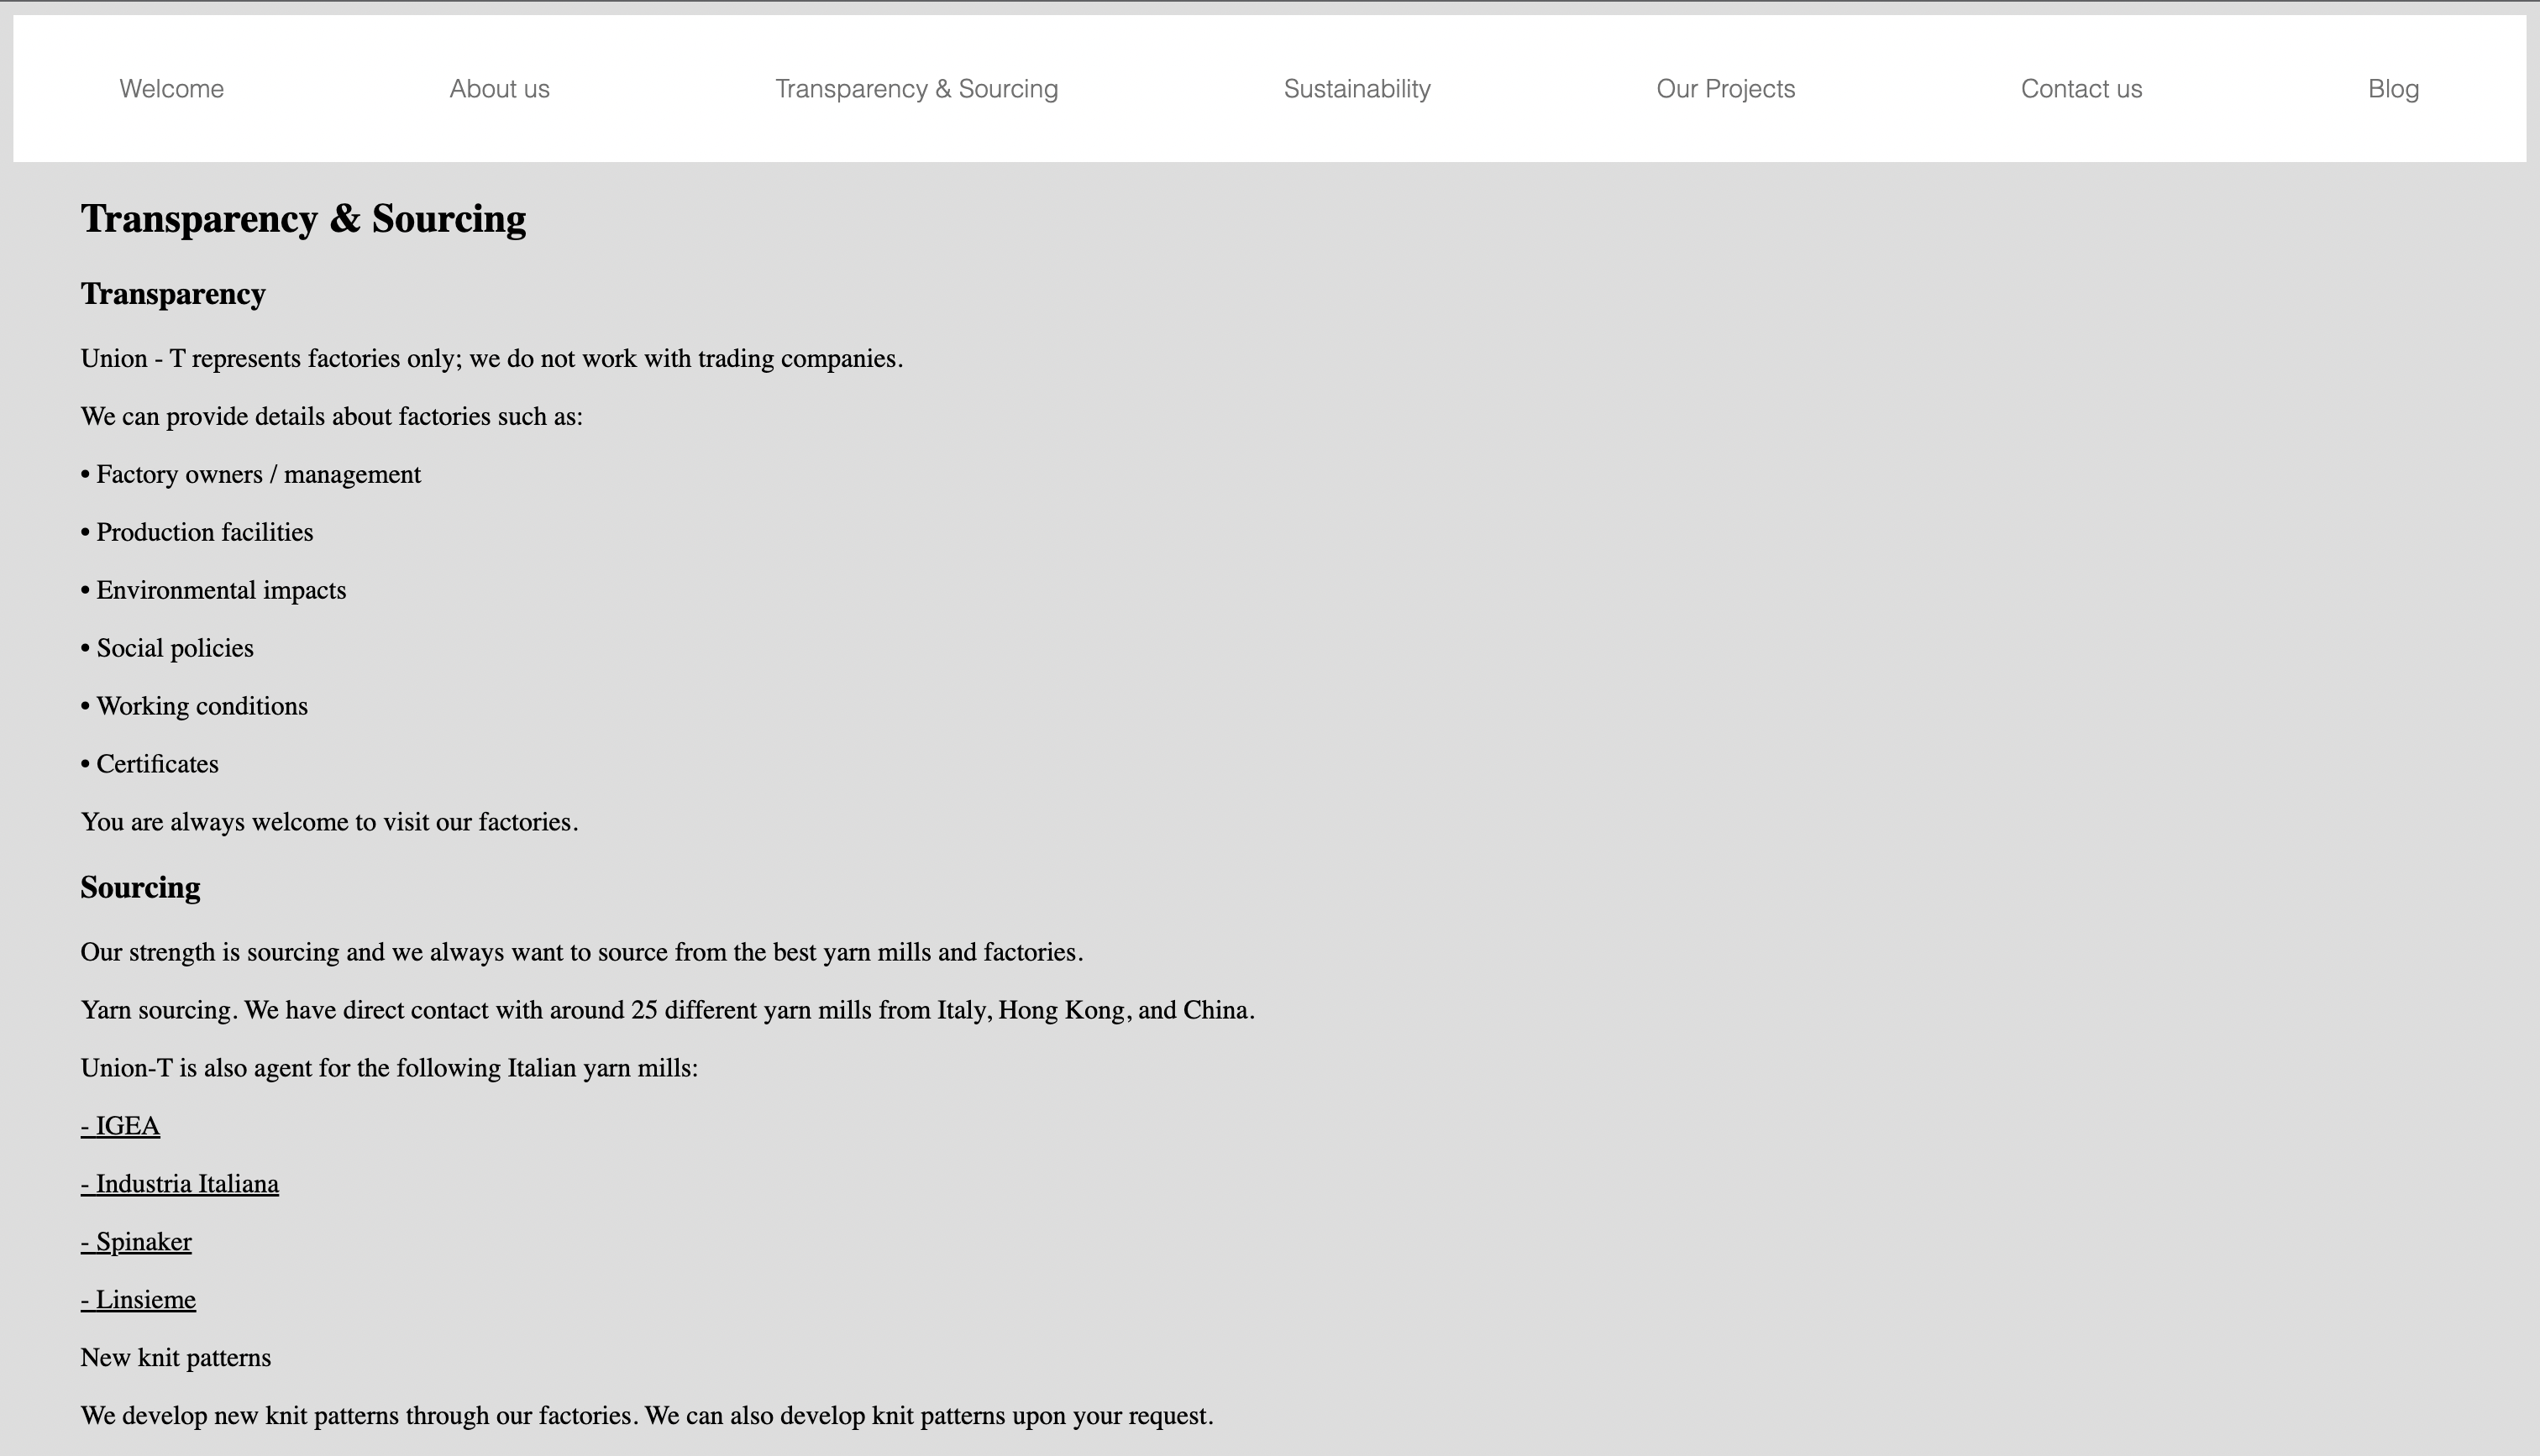 Welcome About us Transparency & Sourcing Sustainability Our Projects Contact us Blog
Transparency & Sourcing
Transparency
Union - T represents factories only; we do not work with trading companies.
We can provide details about factories such as:
• Factory owners / management
• Production facilities
• Environmental impacts
• Social policies
• Working conditions
• Certificates
You are always welcome to visit our factories.
Sourcing
Our strength is sourcing and we always want to source from the best yarn mills and factories.
Yarn sourcing. We have direct contact with around 25 different yarn mills from Italy, Hong Kong, and China.
Union-T is also agent for the following Italian yarn mills:
- IGEA
- Industria Italiana
- Spinaker
- Linsieme
New knit patterns
We develop new knit patterns through our factories. We can also develop knit patterns upon your request.